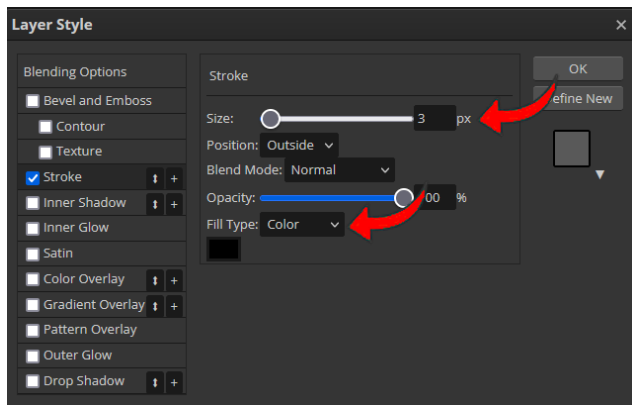 Layer Style
Blending Options
Bevel and Emboss
Contour
Texture
Stroke
Inner Shadow
Inner Glow
Satin
Color Overlay
Gradient Overlay
Pattern Overlay
Outer Glow
Drop Shadow
Stroke
Size: 3 px
Position: Outside
Blend Mode: Normal
Opacity: 00 %
Fill Type: Color
OK
efine New